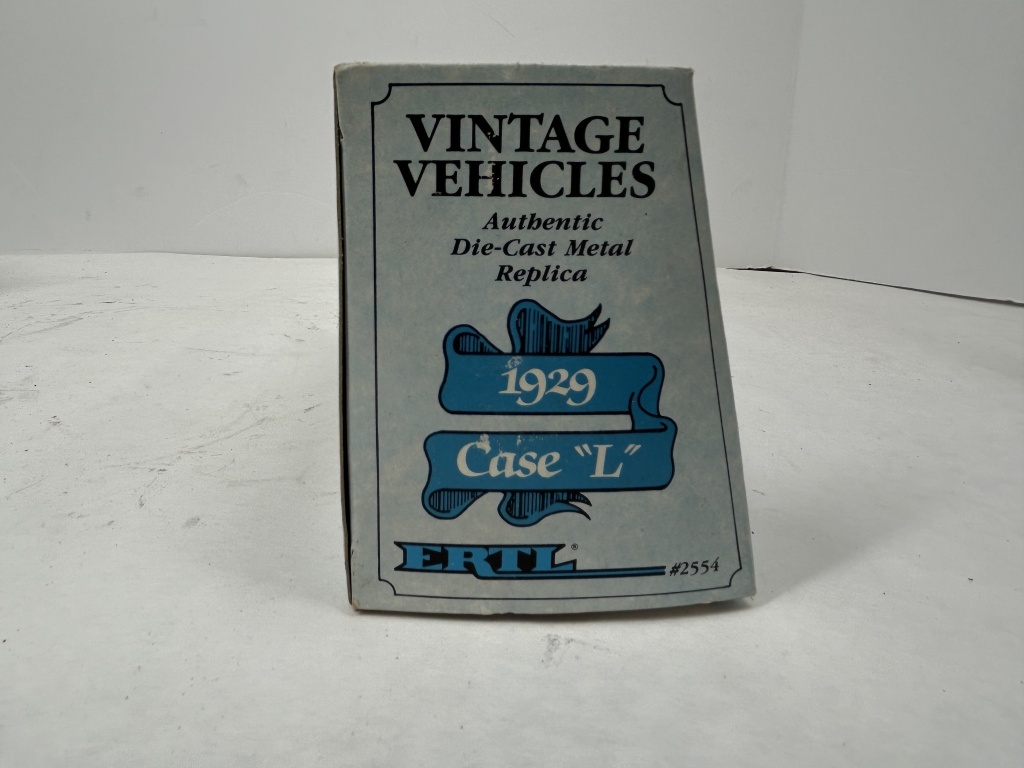 VINTAGE
VEHICLES
Authentic
Die-Cast Metal
Replica
1929
Case "L"
ERTL®
#2554